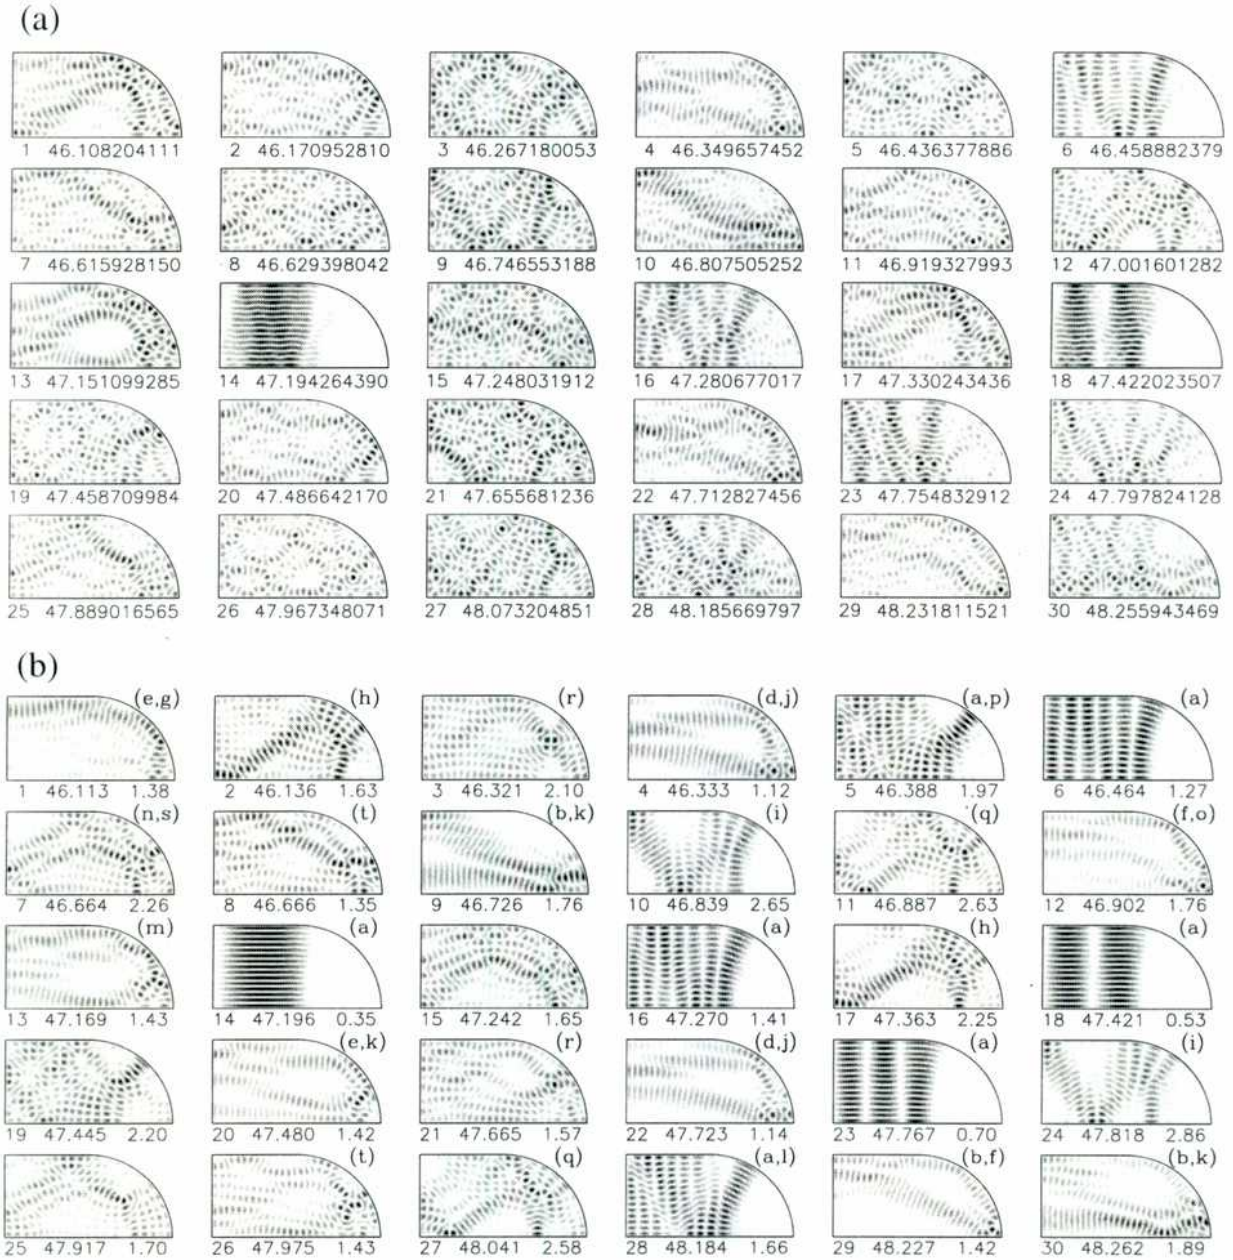 (a)
1 46.108204111 2 46.170952810 3 46.267180053 4 46.349657452 5 46.436377886 6 46.458882379
7 46.615928150 8 46.629398042 9 46.746553188 10 46.807505252 11 46.919327993 12 47.001601282
13 47.151099285 14 47.194264390 15 47.248031912 16 47.280677017 17 47.330243436 18 47.422023507
19 47.458709984 20 47.486642170 21 47.655681236 22 47.712827456 23 47.754832912 24 47.797824128
25 47.889016565 26 47.967348071 27 48.073204851 28 48.185669797 29 48.231811521 30 48.255943469
(b)
(e,g) (h) (r) (d,j) (a,p) (a)
1 46.113 1.38 2 46.136 1.63 3 46.321 2.10 4 46.333 1.12 5 46.388 1.97 6 46.464 1.27
(n,s) (t) (b,k) (i) (q) (f,o)
7 46.664 2.26 8 46.666 1.35 9 46.726 1.76 10 46.839 2.65 11 46.887 2.63 12 46.902 1.76
(m) (a) (a) (h) (a)
13 47.169 1.43 14 47.196 0.35 15 47.242 1.65 16 47.270 1.41 17 47.363 2.25 18 47.421 0.53
(e,k) (r) (d,j) (a) (i)
19 47.445 2.20 20 47.480 1.42 21 47.665 1.57 22 47.723 1.14 23 47.767 0.70 24 47.818 2.86
(t) (q) (a,l) (b,f) (b,k)
25 47.917 1.70 26 47.975 1.43 27 48.041 2.58 28 48.184 1.66 29 48.227 1.42 30 48.262 1.89